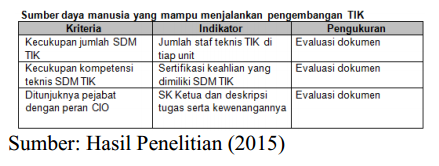 Sumber daya manusia yang mampu menjalankan pengembangan TIK
Kriteria Indikator Pengukuran
Kecukupan jumlah SDM Jumlah staf teknis TIK di Evaluasi dokumen
TIK tiap unit
Kecukupan kompetensi Sertifikasi keahlian yang Evaluasi dokumen
teknis SDM TIK dimiliki SDM TIK
Ditunjuknya pejabat SK Ketua dan deskripsi Evaluasi dokumen
dengan peran CIO tugas serta kewenangannya
Sumber: Hasil Penelitian (2015)